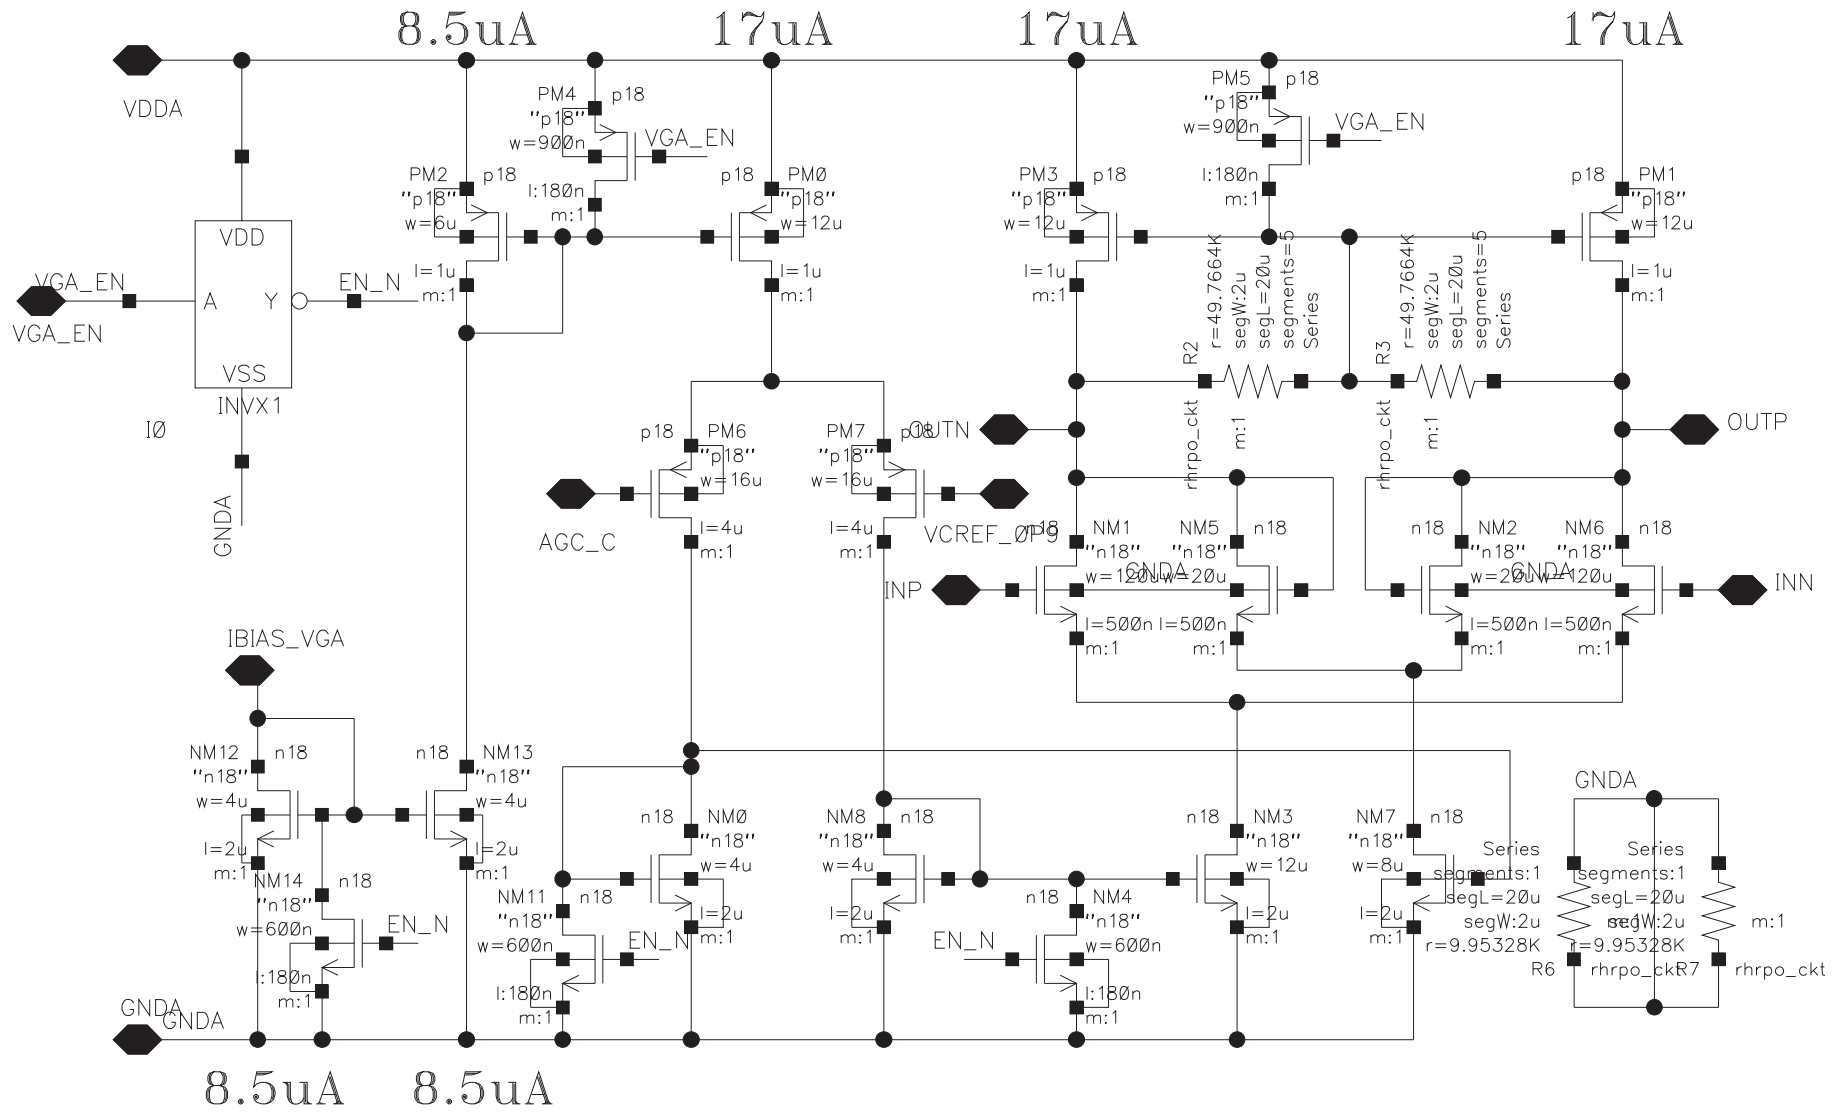 8.5uA 17uA 17uA 17uA
VDDA
PM4 p18
"p18"
w=900n
VGA_EN
l:180n
m:1
PM5 p18
"p18"
w=900n
VGA_EN
l:180n
m:1
PM2 p18
"p18"
w=6u
l=1u
m:1
p18 PMØ
"p18"
w=12u
l=1u
m:1
PM3 p18
"p18"
w=12u
l=1u
m:1
p18 PM1
"p18"
w=12u
l=1u
m:1
VDD
VGA_EN
A Y
EN_N
VGA_EN
VSS
INVX1
IØ
GNDA
R2
r=49.7664K
segW:2u
segL=20u
segments=5
Series
rhrpo_ckt
m:1
R3
r=49.7664K
segW:2u
segL=20u
segments=5
Series
rhrpo_ckt
m:1
OUTN
OUTP
p18 PM6
"p18"
w=16u
l=4u
m:1
AGC_C
PM7 p18
"p18"
w=16u
l=4u
m:1
VCREF_ØP9
n18 NM1
"n18"
w=120u
l=500n
m:1
INP
NM5 n18
"n18"
w=20u
l=500n
m:1
GNDA
n18 NM2
"n18"
w=20u
l=500n
m:1
GNDA
NM6 n18
"n18"
w=120u
l=500n
m:1
INN
IBIAS_VGA
NM12 n18
"n18"
w=4u
l=2u
m:1
n18 NM13
"n18"
w=4u
l=2u
m:1
NM14 n18
"n18"
w=600n
EN_N
l:180n
m:1
n18 NMØ
"n18"
w=4u
l=2u
m:1
NM11 n18
"n18"
w=600n
EN_N
l:180n
m:1
NM8 n18
"n18"
w=4u
l=2u
m:1
n18 NM4
"n18"
w=600n
EN_N
l:180n
m:1
n18 NM3
"n18"
w=12u
l=2u
m:1
NM7 n18
"n18"
w=8u
l=2u
m:1
GNDA
Series
segments:1
segL=20u
segW:2u
r=9.95328K
R6 rhrpo_ckt
m:1
Series
segments:1
segL=20u
segW:2u
r=9.95328K
R7 rhrpo_ckt
m:1
GNDA
GNDA
8.5uA 8.5uA